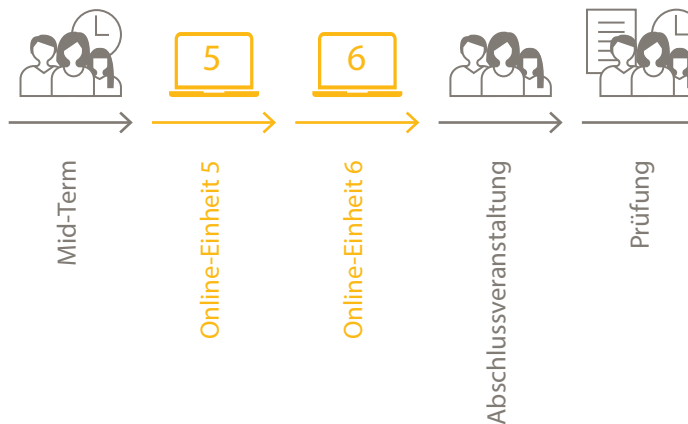 5
6
Mid-Term
Online-Einheit 5
Online-Einheit 6
Abschlussveranstaltung
Prüfung